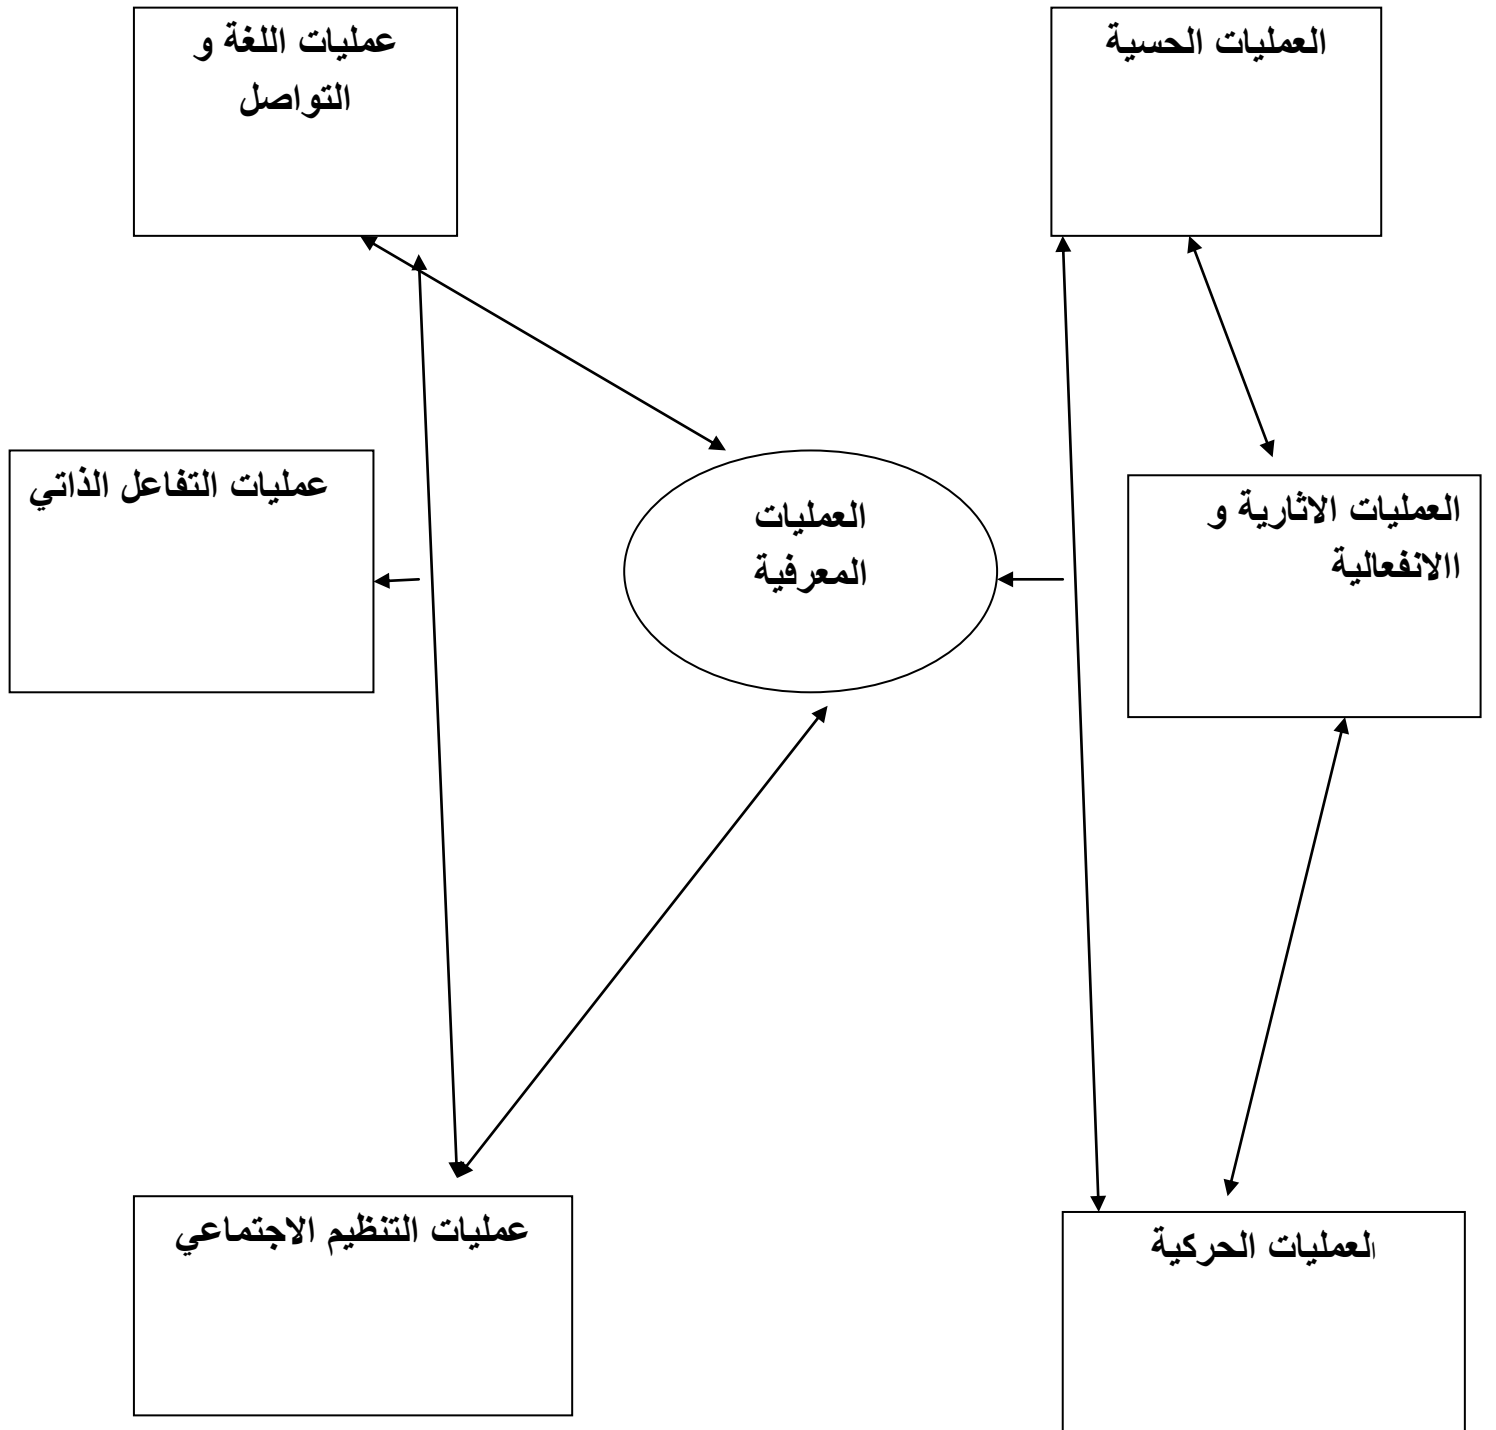 العمليات الحسية
عمليات اللغة و
التواصل
العمليات الاثارية و
االانفعالية
العمليات
المعرفية
عمليات التفاعل الذاتي
العمليات الحركية
عمليات التنظيم الاجتماعي